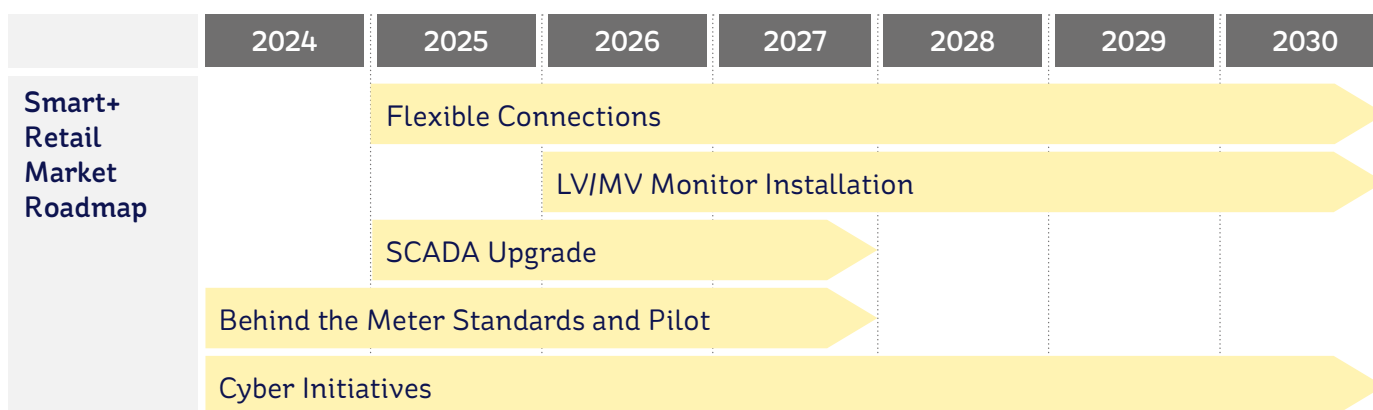 2024 2025 2026 2027 2028 2029 2030
Smart+
Retail
Market
Roadmap
Flexible Connections
LV/MV Monitor Installation
SCADA Upgrade
Behind the Meter Standards and Pilot
Cyber Initiatives